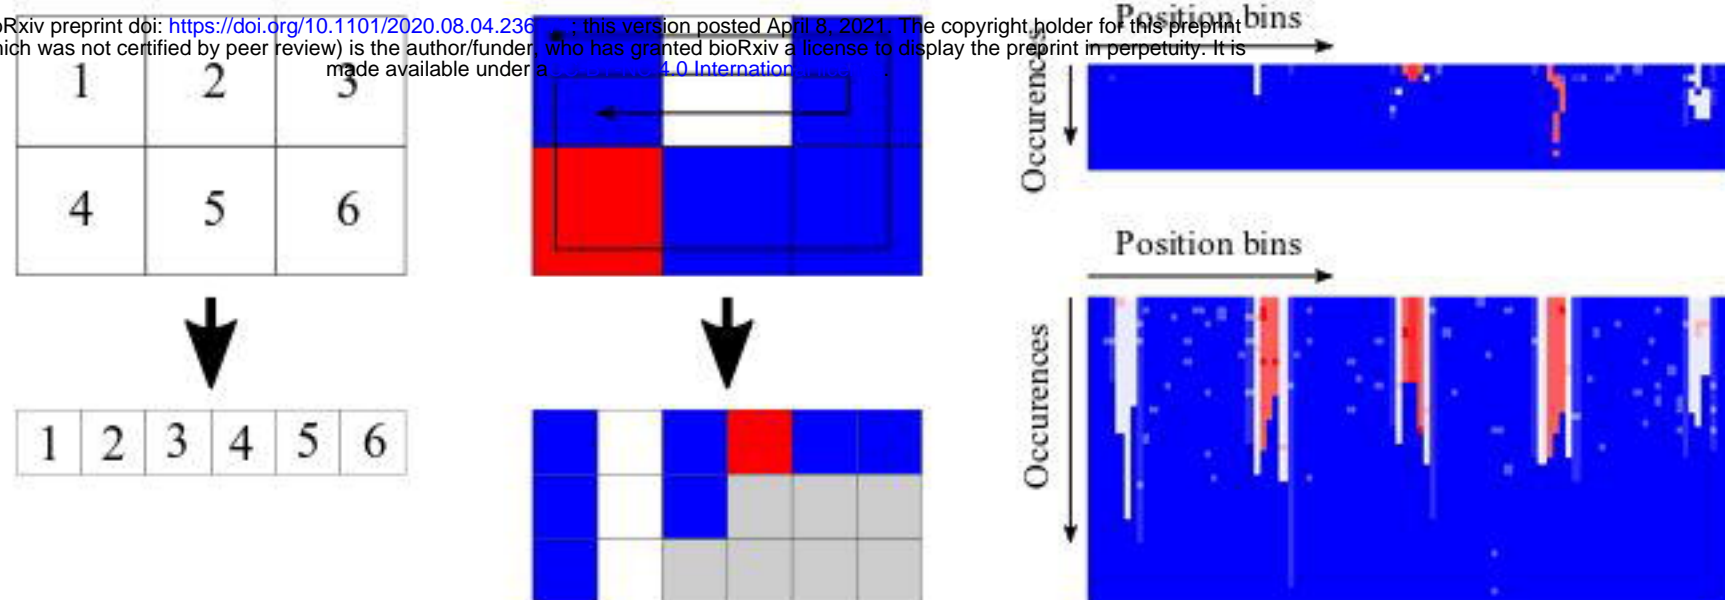 oRxiv preprint doi: https://doi.org/10.1101/2020.08.04.236 ; this version posted April 8, 2021. The copyright holder for this preprint
hich was not certified by peer review) is the author/funder, who has granted bioRxiv a license to display the preprint in perpetuity. It is
made available under a 4.0 Internation
Position bins
Occurences
1 2 3
4 5 6
Position bins
Occurences
1 2 3 4 5 6